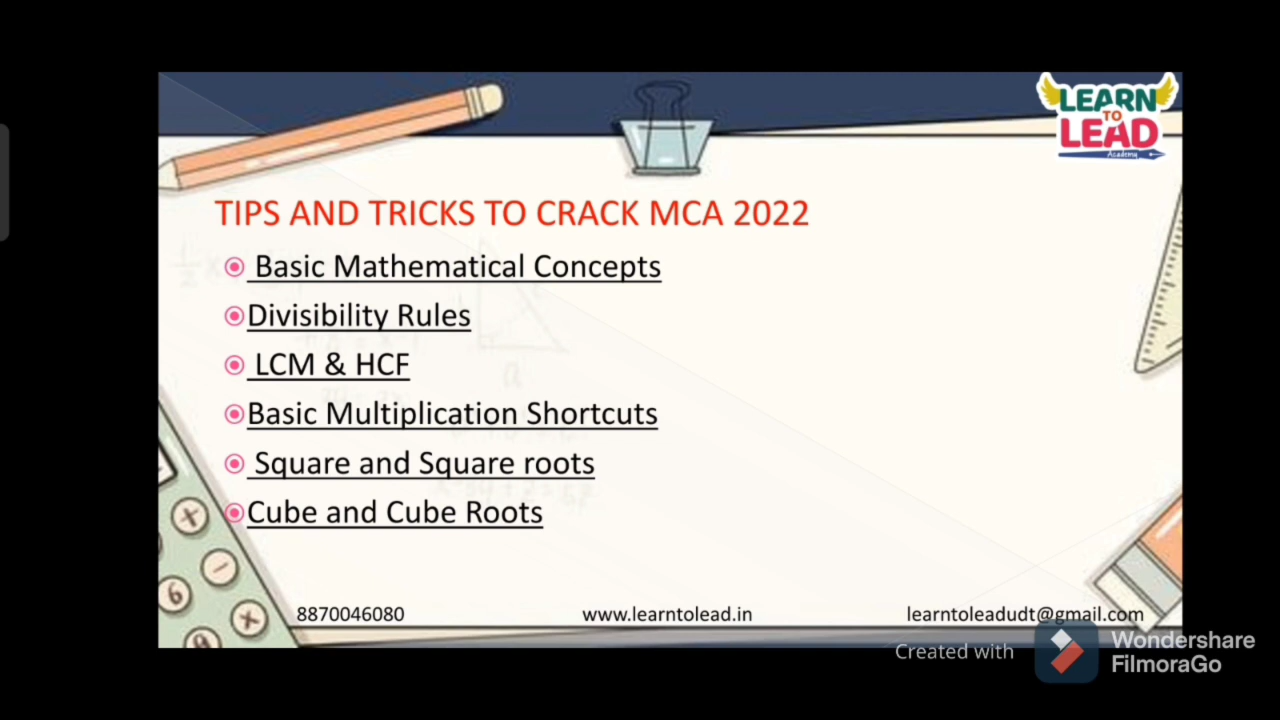 LEARN
TO
LEAD
Academy
TIPS AND TRICKS TO CRACK MCA 2022
Basic Mathematical Concepts
Divisibility Rules
LCM & HCF
Basic Multiplication Shortcuts
Square and Square roots
Cube and Cube Roots
8870046080 www.learntolead.in learntoleadudt@gmail.com
Created with Wondershare
FilmoraGo